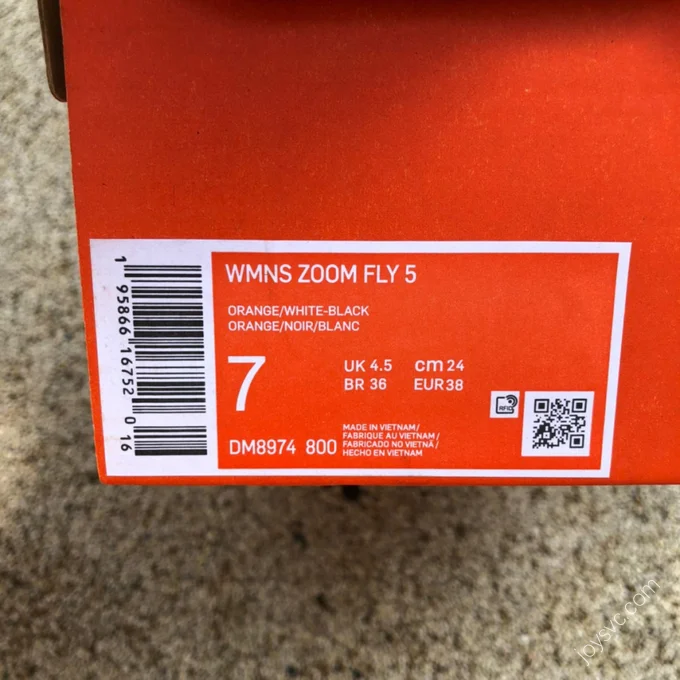 WMNS ZOOM FLY 5
ORANGE/WHITE-BLACK
ORANGE/NOIR/BLANC
7
UK 4.5 cm 24
BR 36 EUR 38
DM8974 800
MADE IN VIETNAM/
FABRIQUE AU VIETNAM/
FABRICADO NO VIETNÃ/
HECHO EN VIETNAM
RFID
1 95866 16752 0 16
joysvc.com